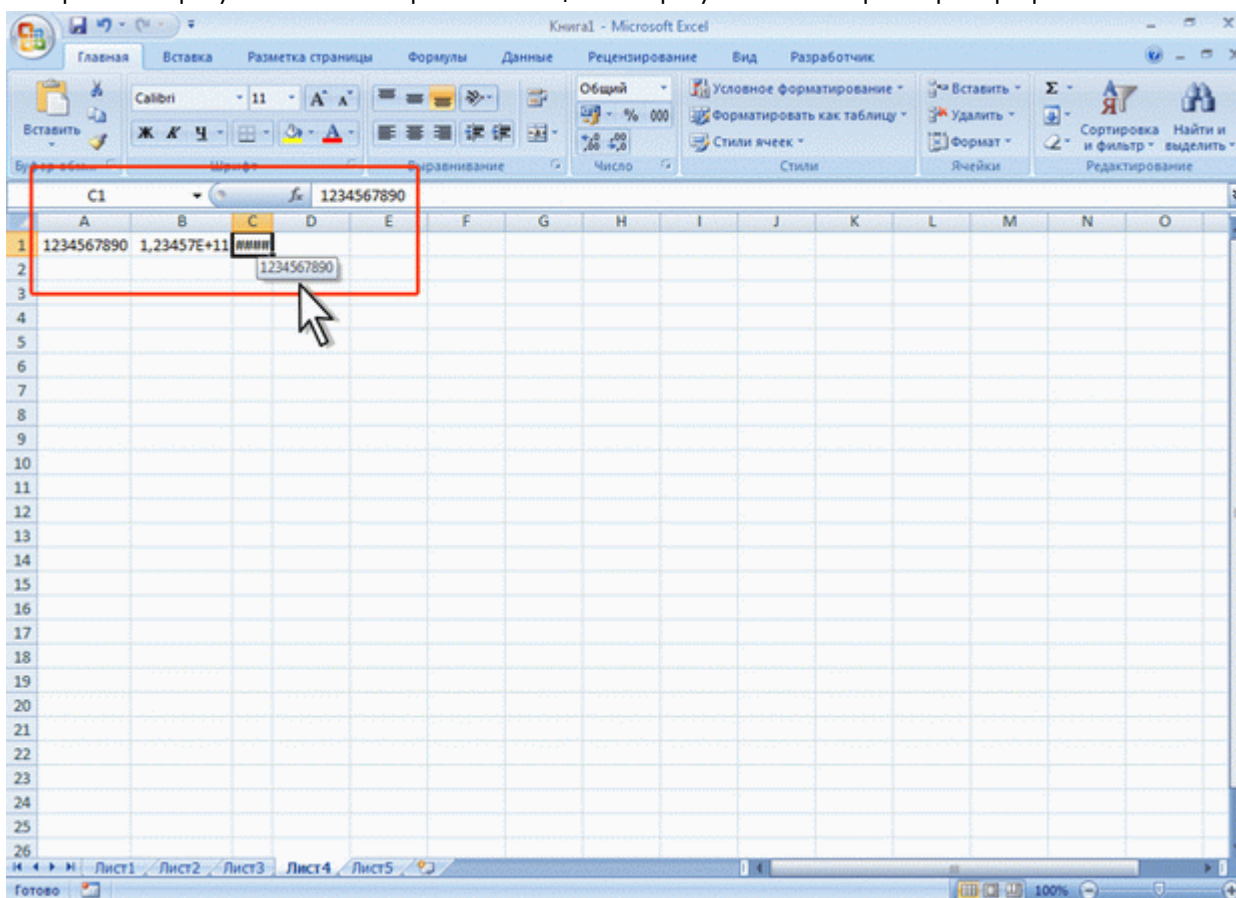 Книга1 - Microsoft Excel
Главная Вставка Разметка страницы Формулы Данные Рецензирование Вид Разработчик
Вставить
Calibri 11
Ж К Ч
Общий
% 000
Условное форматирование
Форматировать как таблицу
Стили ячеек
Вставить
Удалить
Формат
Σ
Сортировка и фильтр
Найти и выделить
Шрифт Выравнивание Число Стили Ячейки Редактирование
C1 fx 1234567890
A B C D E F G H I J K L M N O
1 1234567890 1,23457E+11 ####
2 1234567890
3
4
5
6
7
8
9
10
11
12
13
14
15
16
17
18
19
20
21
22
23
24
25
26
Лист1 Лист2 Лист3 Лист4 Лист5
Готово 100%